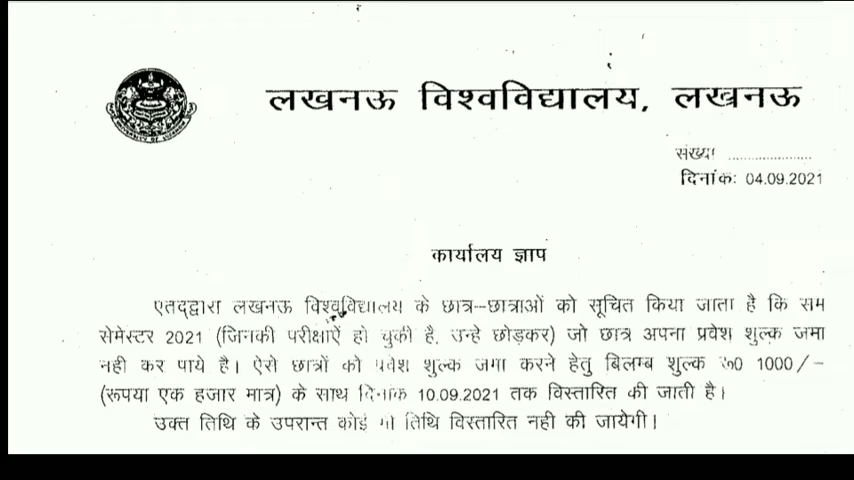 लखनऊ विश्वविद्यालय, लखनऊ
संख्या ......................
दिनांक: 04.09.2021
कार्यालय ज्ञाप
एतद्द्वारा लखनऊ विश्वविद्यालय के छात्र-छात्राओं को सूचित किया जाता है कि सम
सेमेस्टर 2021 (जिनकी परीक्षाऐं हो चुकी है, उन्हे छोड़कर) जो छात्र अपना प्रवेश शुल्क जमा
नही कर पाये है। ऐसे छात्रों को प्रवेश शुल्क जमा करने हेतु बिलम्ब शुल्क रू0 1000/-
(रूपया एक हजार मात्र) के साथ दिनांक 10.09.2021 तक विस्तारित की जाती है।
उक्त तिथि के उपरान्त कोई भी तिथि विस्तारित नही की जायेगी।